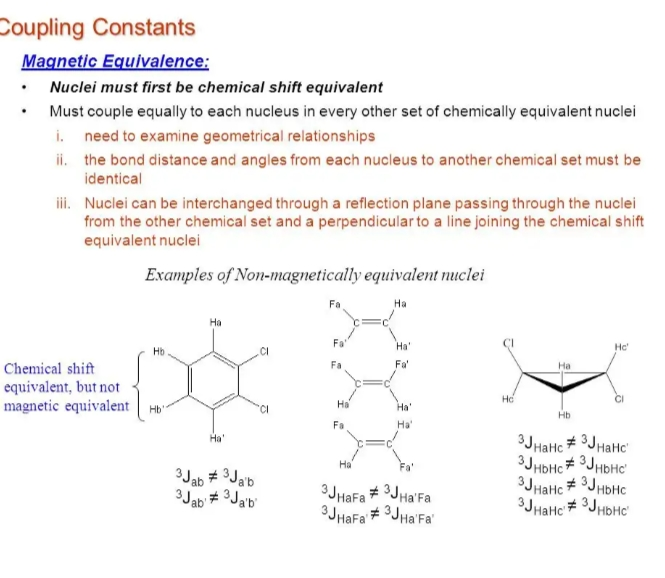 Coupling Constants
Magnetic Equivalence:
• Nuclei must first be chemical shift equivalent
• Must couple equally to each nucleus in every other set of chemically equivalent nuclei
i. need to examine geometrical relationships
ii. the bond distance and angles from each nucleus to another chemical set must be
identical
iii. Nuclei can be interchanged through a reflection plane passing through the nuclei
from the other chemical set and a perpendicular to a line joining the chemical shift
equivalent nuclei
Examples of Non-magnetically equivalent nuclei
Chemical shift
equivalent, but not
magnetic equivalent
Ha
Hb Cl
Hb' Cl
Ha'
³Jab ≠ ³Ja'b
³Jab' ≠ ³Ja'b'
Fa Ha
C=C
Fa' Ha'
Fa Fa'
C=C
Ha Ha'
Fa Ha'
C=C
Ha Fa'
³JHaFa ≠ ³JHa'Fa
³JHaFa' ≠ ³JHa'Fa'
Cl Hc'
Ha
Hc Cl
Hb
³JHaHc ≠ ³JHaHc'
³JHbHc ≠ ³JHbHc'
³JHaHc ≠ ³JHbHc
³JHaHc' ≠ ³JHbHc'